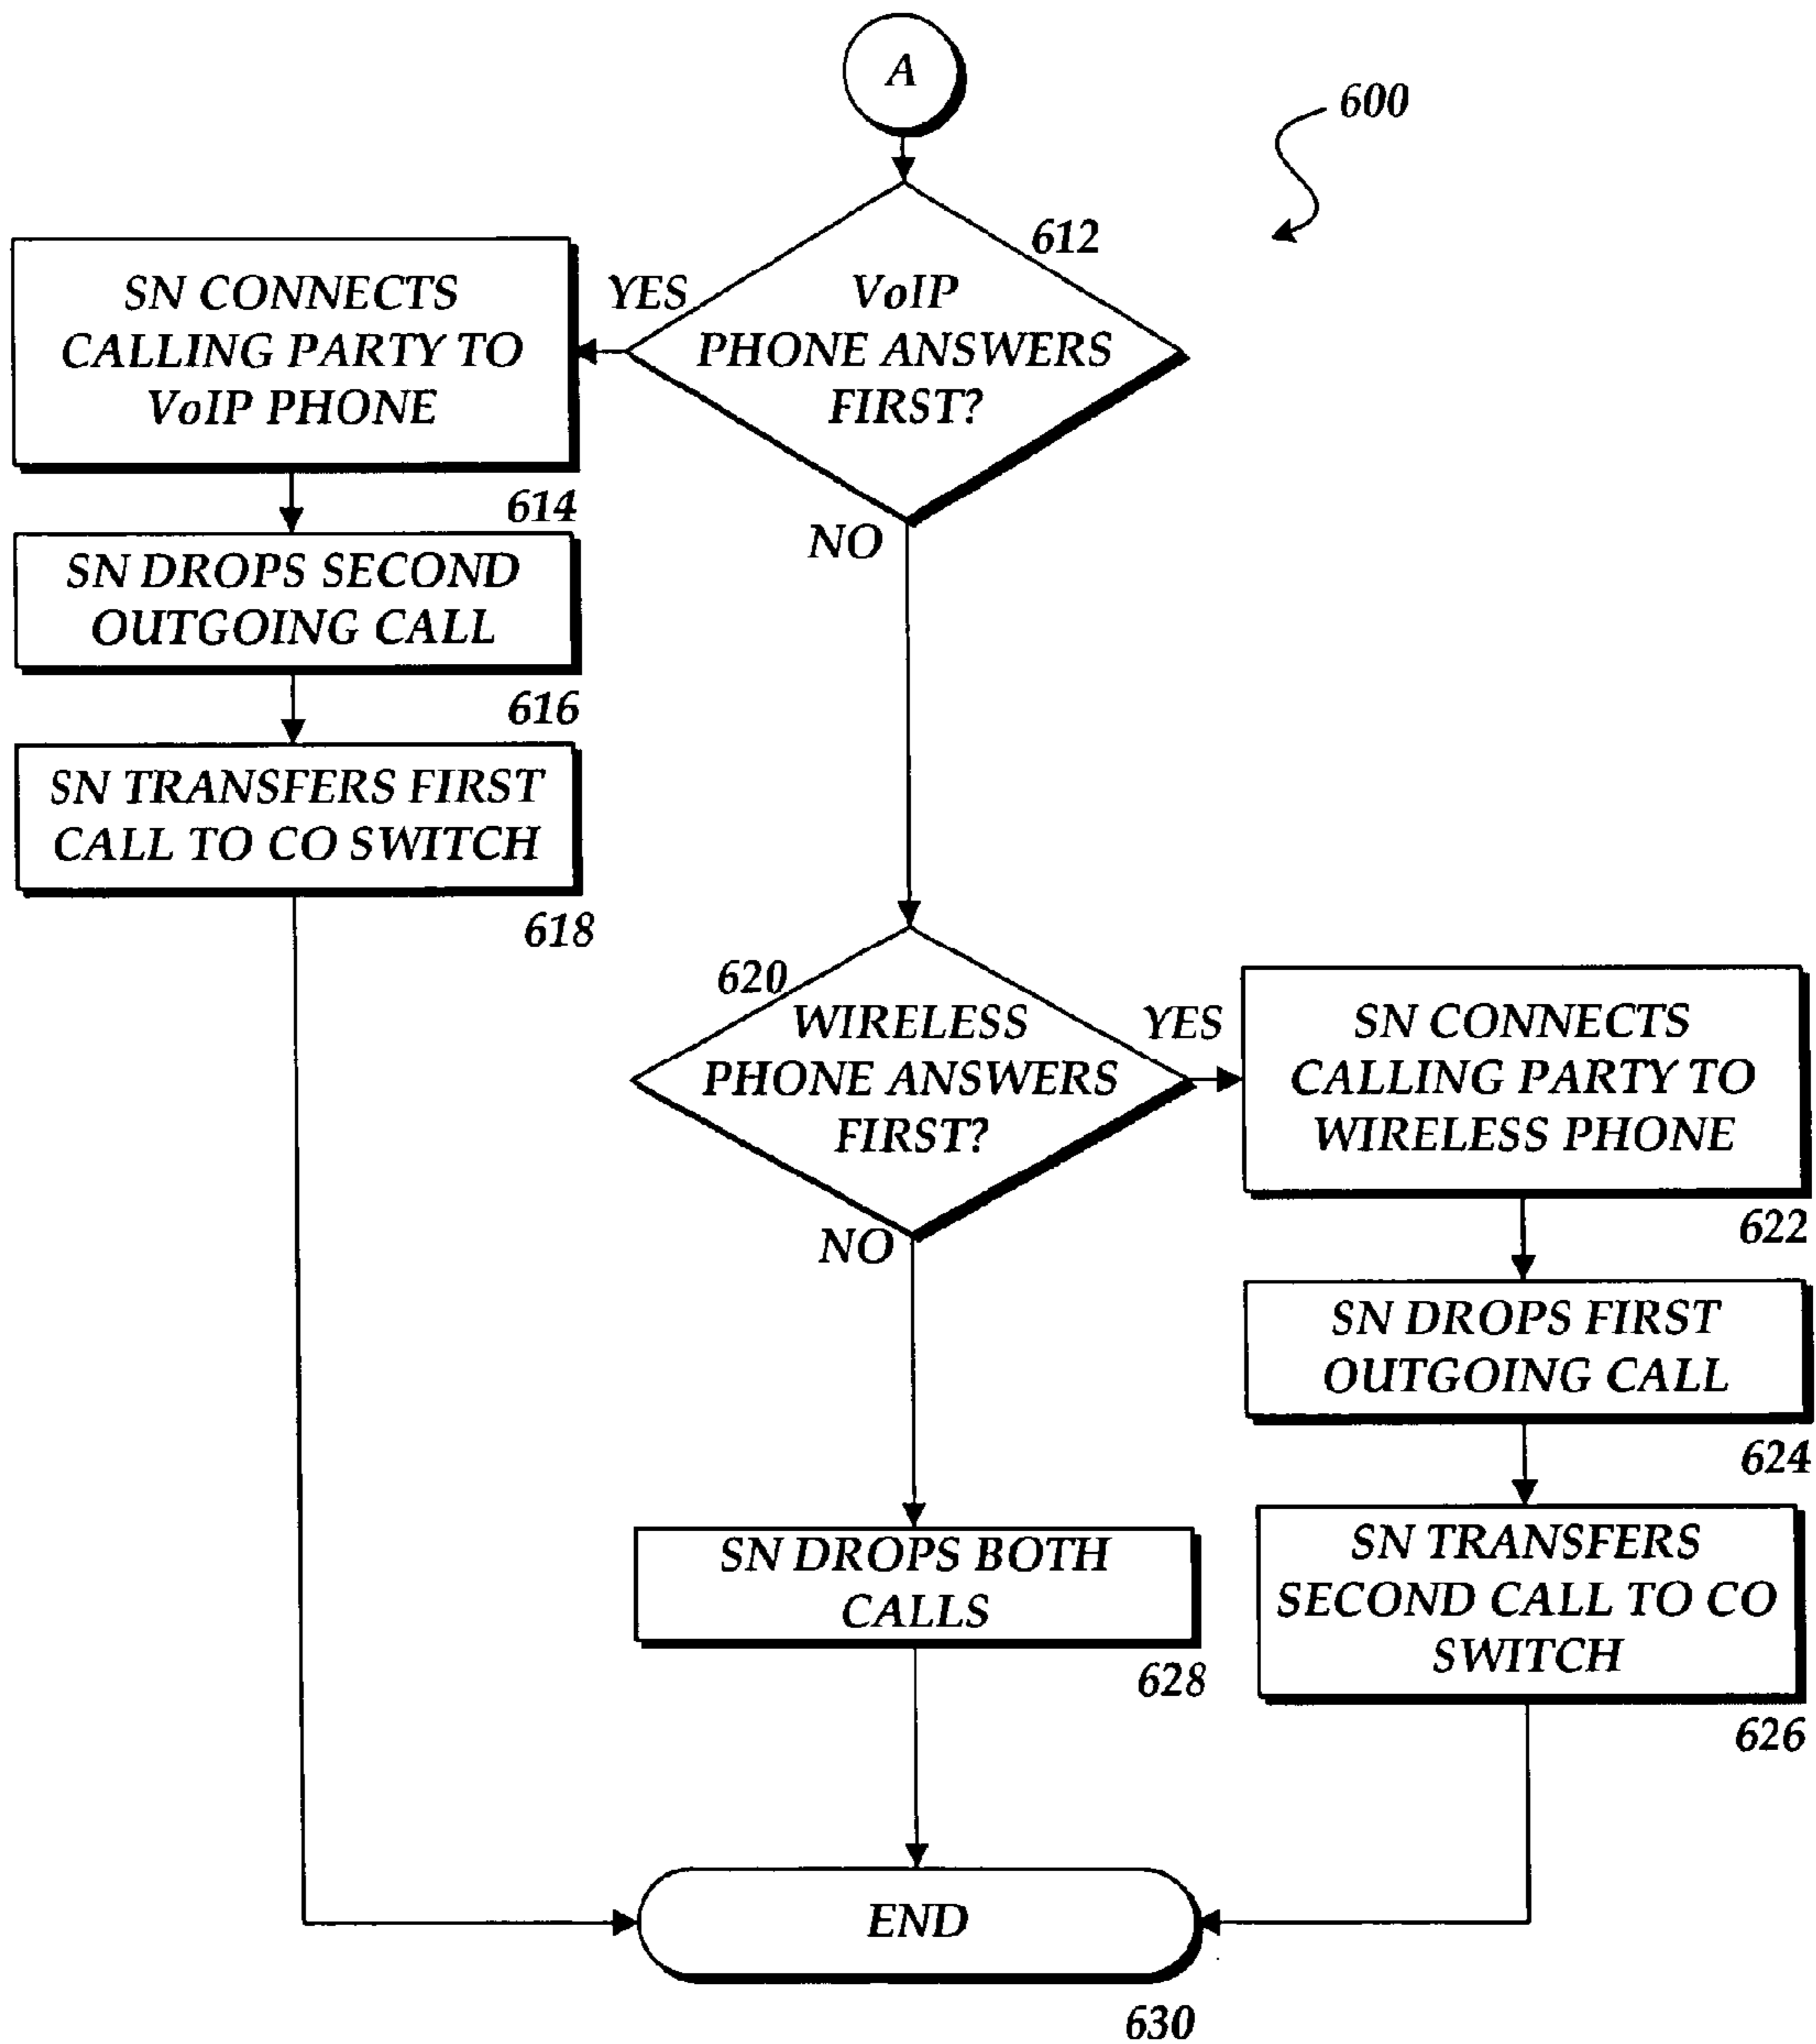 A
600
612
VoIP
PHONE ANSWERS
FIRST?
YES
NO
SN CONNECTS
CALLING PARTY TO
VoIP PHONE
614
SN DROPS SECOND
OUTGOING CALL
616
SN TRANSFERS FIRST
CALL TO CO SWITCH
618
620
WIRELESS
PHONE ANSWERS
FIRST?
YES
NO
SN CONNECTS
CALLING PARTY TO
WIRELESS PHONE
622
SN DROPS FIRST
OUTGOING CALL
624
SN TRANSFERS
SECOND CALL TO CO
SWITCH
626
SN DROPS BOTH
CALLS
628
END
630